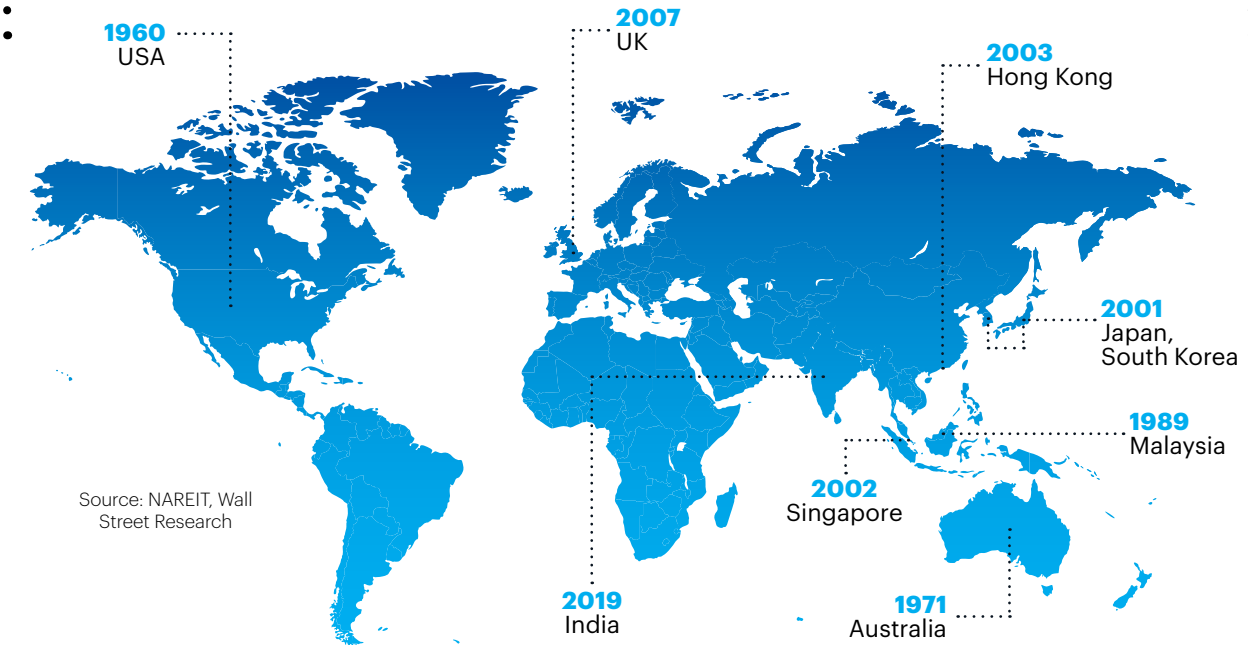 1960
USA
2007
UK
2003
Hong Kong
2001
Japan,
South Korea
1989
Malaysia
2002
Singapore
Source: NAREIT, Wall
Street Research
2019
India
1971
Australia